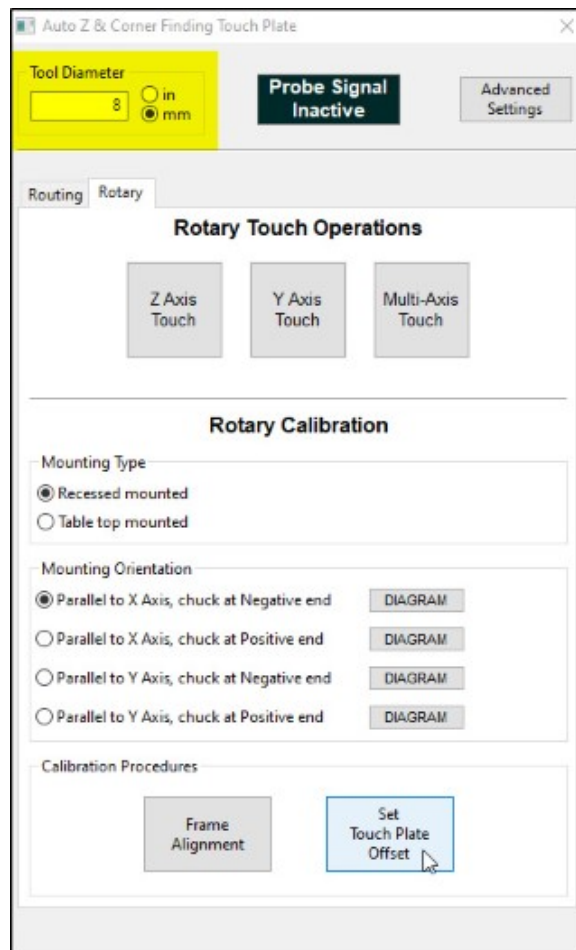 Auto Z & Corner Finding Touch Plate
Tool Diameter
8
in
mm
Probe Signal
Inactive
Advanced
Settings
Routing
Rotary
Rotary Touch Operations
Z Axis
Touch
Y Axis
Touch
Multi-Axis
Touch
Rotary Calibration
Mounting Type
Recessed mounted
Table top mounted
Mounting Orientation
Parallel to X Axis, chuck at Negative end DIAGRAM
Parallel to X Axis, chuck at Positive end DIAGRAM
Parallel to Y Axis, chuck at Negative end DIAGRAM
Parallel to Y Axis, chuck at Positive end DIAGRAM
Calibration Procedures
Frame
Alignment
Set
Touch Plate
Offset